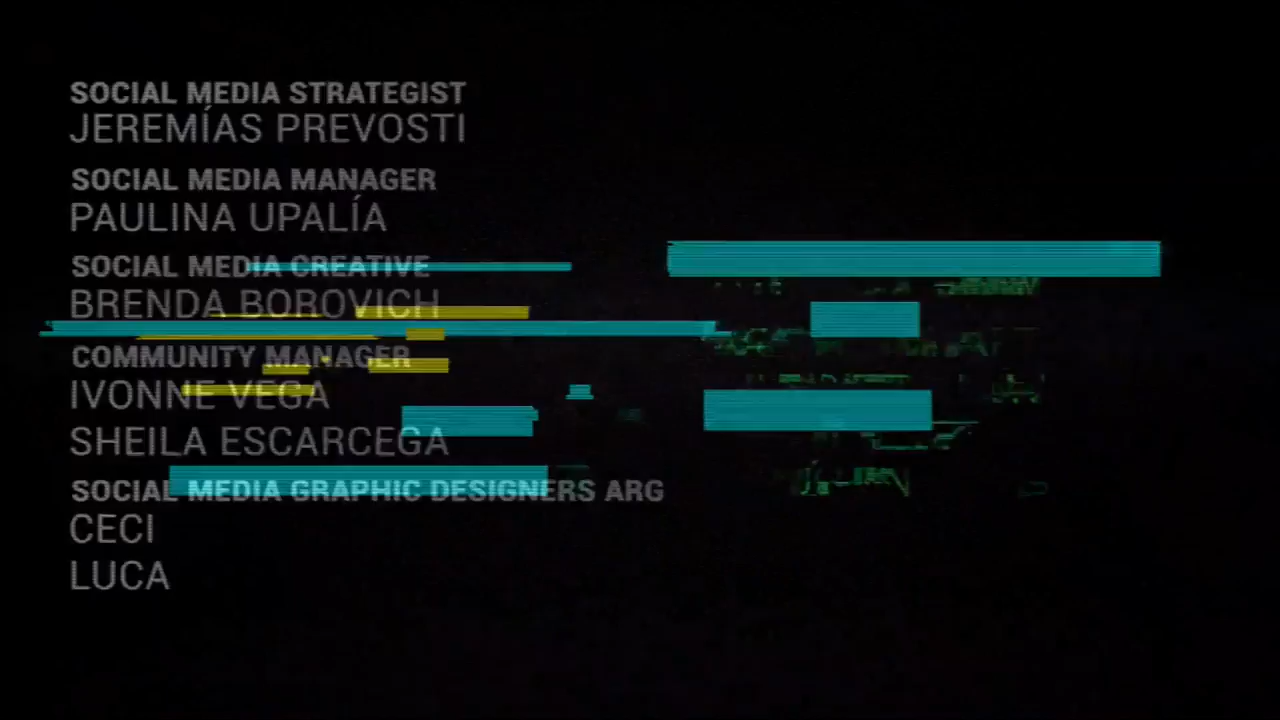 SOCIAL MEDIA STRATEGIST
JEREMÍAS PREVOSTI
SOCIAL MEDIA MANAGER
PAULINA UPALÍA
SOCIAL MEDIA CREATIVE
BRENDA BOROVICH
COMMUNITY MANAGER
IVONNE VEGA
SHEILA ESCARCEGA
SOCIAL MEDIA GRAPHIC DESIGNERS ARG
CECI
LUCA